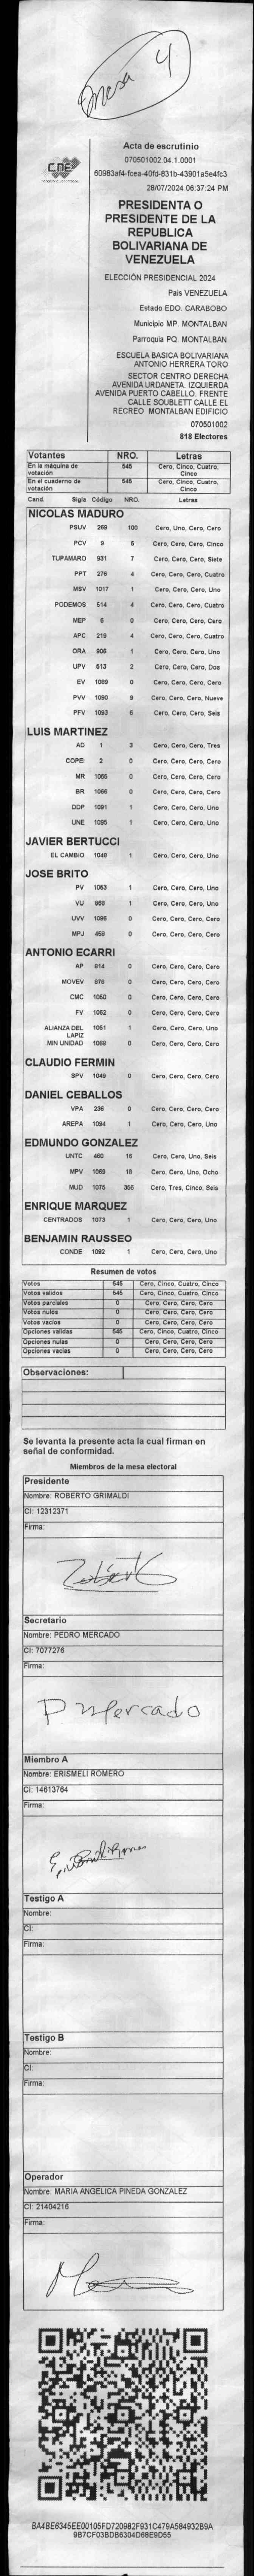 Mesa 4
CNE
Acta de escrutinio
070501002.04.1.0001
60983af4-fcea-40fd-831b-43901a5e4fc3
28/07/2024 06:37:24 PM
PRESIDENTA O
PRESIDENTE DE LA
REPUBLICA
BOLIVARIANA DE
VENEZUELA
ELECCIÓN PRESIDENCIAL 2024
País VENEZUELA
Estado EDO. CARABOBO
Municipio MP. MONTALBAN
Parroquia PQ. MONTALBAN
ESCUELA BASICA BOLIVARIANA
ANTONIO HERRERA TORO
SECTOR CENTRO DERECHA
AVENIDA URDANETA. IZQUIERDA
AVENIDA PUERTO CABELLO. FRENTE
CALLE SOUBLETT CALLE EL
RECREO MONTALBAN EDIFICIO
070501002
818 Electores
Votantes NRO. Letras
En la máquina de votación 545 Cero, Cinco, Cuatro, Cinco
En el cuaderno de votación 545 Cero, Cinco, Cuatro, Cinco
Cand. Sigla Código NRO. Letras
NICOLAS MADURO
PSUV 269 100 Cero, Uno, Cero, Cero
PCV 9 5 Cero, Cero, Cero, Cinco
TUPAMARO 931 7 Cero, Cero, Cero, Siete
PPT 276 4 Cero, Cero, Cero, Cuatro
MSV 1017 1 Cero, Cero, Cero, Uno
PODEMOS 514 4 Cero, Cero, Cero, Cuatro
MEP 6 0 Cero, Cero, Cero, Cero
APC 219 4 Cero, Cero, Cero, Cuatro
ORA 906 1 Cero, Cero, Cero, Uno
UPV 513 2 Cero, Cero, Cero, Dos
EV 1089 0 Cero, Cero, Cero, Cero
PVV 1090 9 Cero, Cero, Cero, Nueve
PFV 1093 6 Cero, Cero, Cero, Seis
LUIS MARTINEZ
AD 1 3 Cero, Cero, Cero, Tres
COPEI 2 0 Cero, Cero, Cero, Cero
MR 1065 0 Cero, Cero, Cero, Cero
BR 1066 0 Cero, Cero, Cero, Cero
DDP 1091 1 Cero, Cero, Cero, Uno
UNE 1095 1 Cero, Cero, Cero, Uno
JAVIER BERTUCCI
EL CAMBIO 1048 1 Cero, Cero, Cero, Uno
JOSE BRITO
PV 1053 1 Cero, Cero, Cero, Uno
VU 969 1 Cero, Cero, Cero, Uno
UVV 1096 0 Cero, Cero, Cero, Cero
MPJ 458 0 Cero, Cero, Cero, Cero
ANTONIO ECARRI
AP 814 0 Cero, Cero, Cero, Cero
MOVEV 878 0 Cero, Cero, Cero, Cero
CMC 1060 0 Cero, Cero, Cero, Cero
FV 1062 0 Cero, Cero, Cero, Cero
ALIANZA DEL LAPIZ 1051 1 Cero, Cero, Cero, Uno
MIN UNIDAD 1069 0 Cero, Cero, Cero, Cero
CLAUDIO FERMIN
SPV 1049 0 Cero, Cero, Cero, Cero
DANIEL CEBALLOS
VPA 236 0 Cero, Cero, Cero, Cero
AREPA 1094 1 Cero, Cero, Cero, Uno
EDMUNDO GONZALEZ
UNTC 460 16 Cero, Cero, Uno, Seis
MPV 1069 18 Cero, Cero, Uno, Ocho
MUD 1075 356 Cero, Tres, Cinco, Seis
ENRIQUE MARQUEZ
CENTRADOS 1073 1 Cero, Cero, Cero, Uno
BENJAMIN RAUSSEO
CONDE 1092 1 Cero, Cero, Cero, Uno
Resumen de votos
Votos 545 Cero, Cinco, Cuatro, Cinco
Votos validos 545 Cero, Cinco, Cuatro, Cinco
Votos parciales 0 Cero, Cero, Cero, Cero
Votos nulos 0 Cero, Cero, Cero, Cero
Votos vacios 0 Cero, Cero, Cero, Cero
Opciones validas 545 Cero, Cinco, Cuatro, Cinco
Opciones nulas 0 Cero, Cero, Cero, Cero
Opciones vacias 0 Cero, Cero, Cero, Cero
Observaciones:
Se levanta la presente acta la cual firman en
señal de conformidad.
Miembros de la mesa electoral
Presidente
Nombre: ROBERTO GRIMALDI
CI: 12312371
Firma:
Secretario
Nombre: PEDRO MERCADO
CI: 7077276
Firma:
P Mercado
Miembro A
Nombre: ERISMELI ROMERO
CI: 14613764
Firma:
Testigo A
Nombre:
CI:
Firma:
Testigo B
Nombre:
CI:
Firma:
Operador
Nombre: MARIA ANGELICA PINEDA GONZALEZ
CI: 21404216
Firma:
BA4BE6345EE00105FD720982F931C479A584932B9A
9B7CF03BDB6304D68E9D55